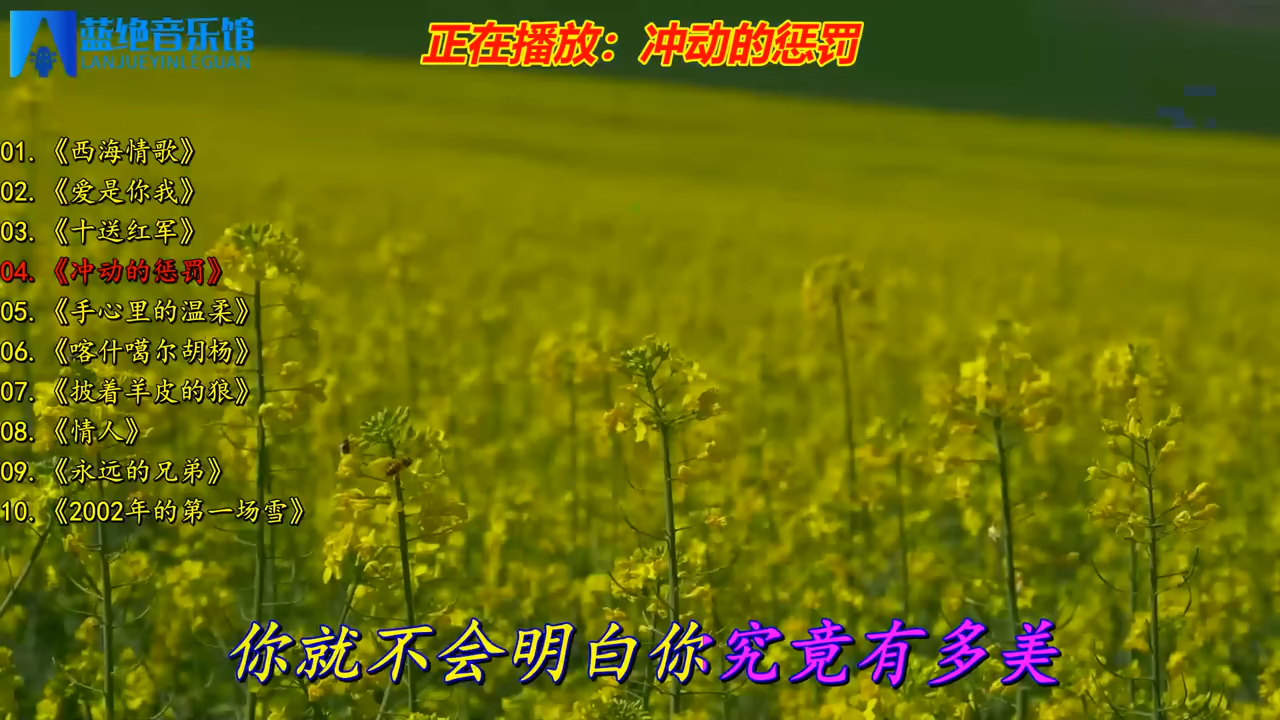 蓝绝音乐馆
LANJUEYINLEGUAN
正在播放：冲动的惩罚
01.《西海情歌》
02.《爱是你我》
03.《十送红军》
04.《冲动的惩罚》
05.《手心里的温柔》
06.《喀什噶尔胡杨》
07.《披着羊皮的狼》
08.《情人》
09.《永远的兄弟》
10.《2002年的第一场雪》
你就不会明白你究竟有多美